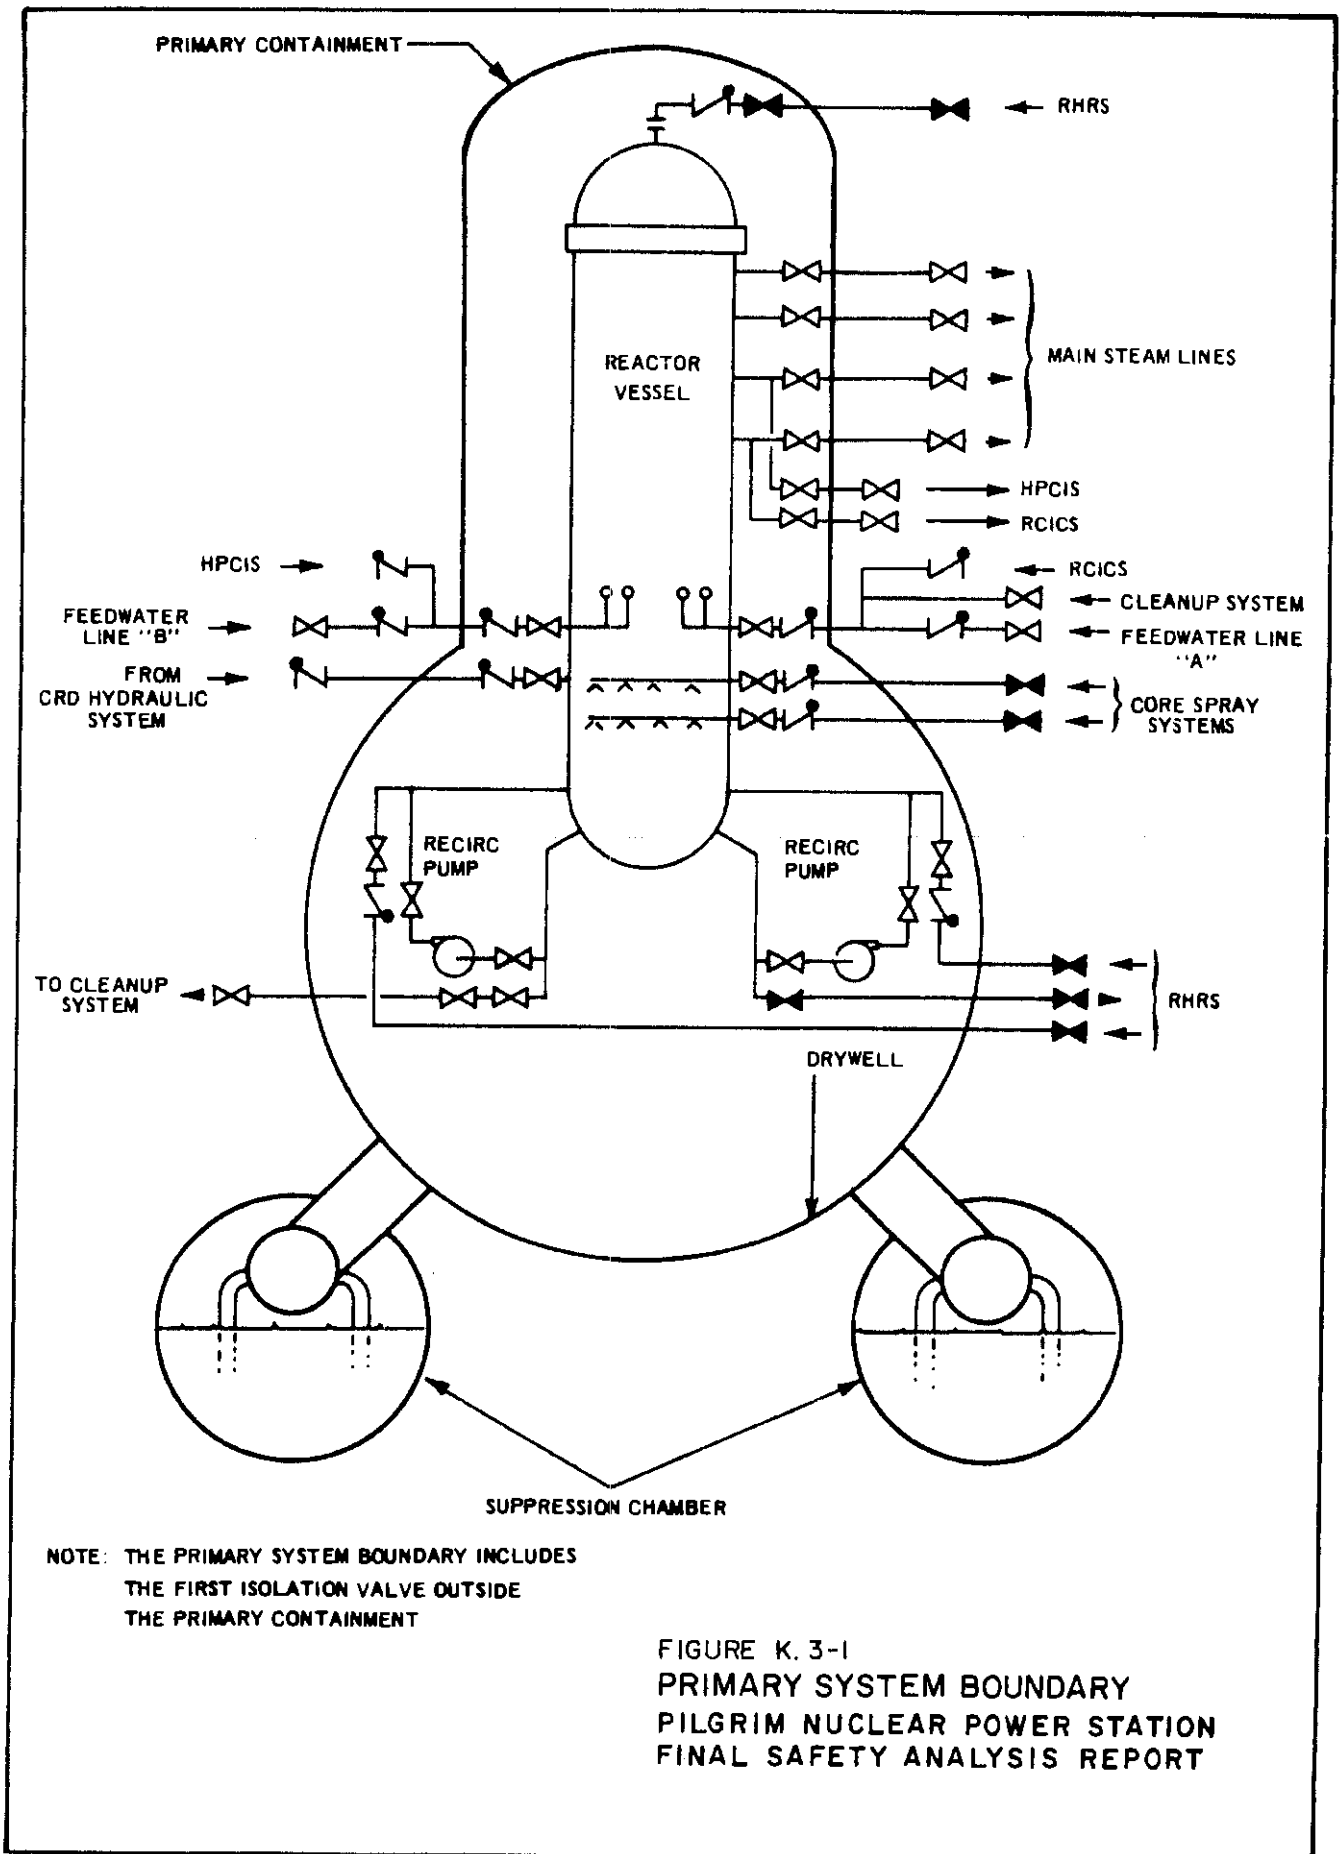 PRIMARY CONTAINMENT
RHRS
REACTOR
VESSEL
MAIN STEAM LINES
HPCIS
RCICS
HPCIS
RCICS
CLEANUP SYSTEM
FEEDWATER
LINE "B"
FEEDWATER LINE
"A"
FROM
CRD HYDRAULIC
SYSTEM
CORE SPRAY
SYSTEMS
RECIRC
PUMP
RECIRC
PUMP
TO CLEANUP
SYSTEM
RHRS
DRYWELL
SUPPRESSION CHAMBER
NOTE: THE PRIMARY SYSTEM BOUNDARY INCLUDES
THE FIRST ISOLATION VALVE OUTSIDE
THE PRIMARY CONTAINMENT
FIGURE K.3-1
PRIMARY SYSTEM BOUNDARY
PILGRIM NUCLEAR POWER STATION
FINAL SAFETY ANALYSIS REPORT